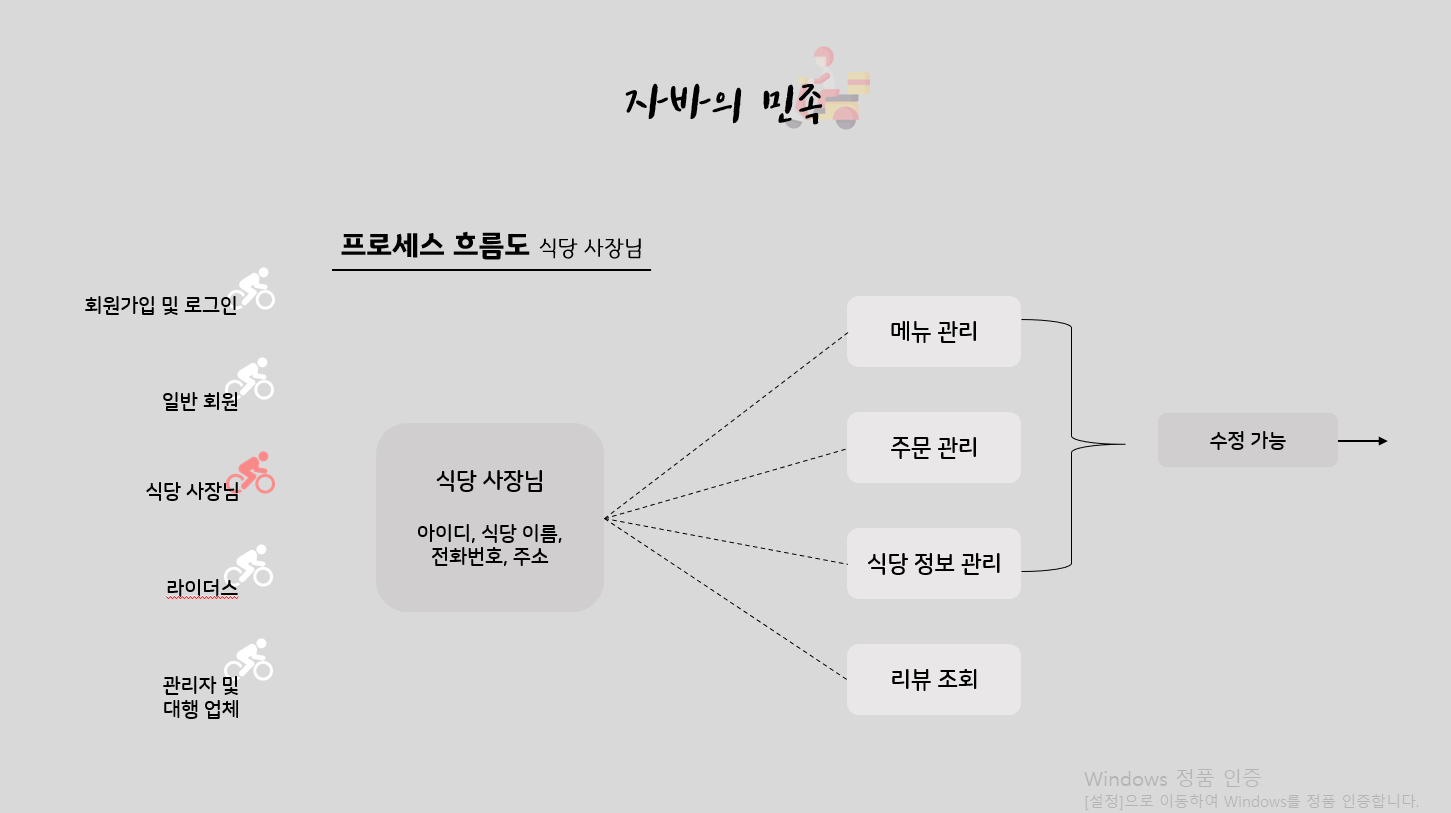 자바의 민족
프로세스 흐름도 식당 사장님
회원가입 및 로그인
일반 회원
식당 사장님
라이더스
관리자 및
대행 업체
식당 사장님
아이디, 식당 이름,
전화번호, 주소
메뉴 관리
주문 관리
식당 정보 관리
리뷰 조회
수정 가능
Windows 정품 인증
[설정]으로 이동하여 Windows를 정품 인증합니다.